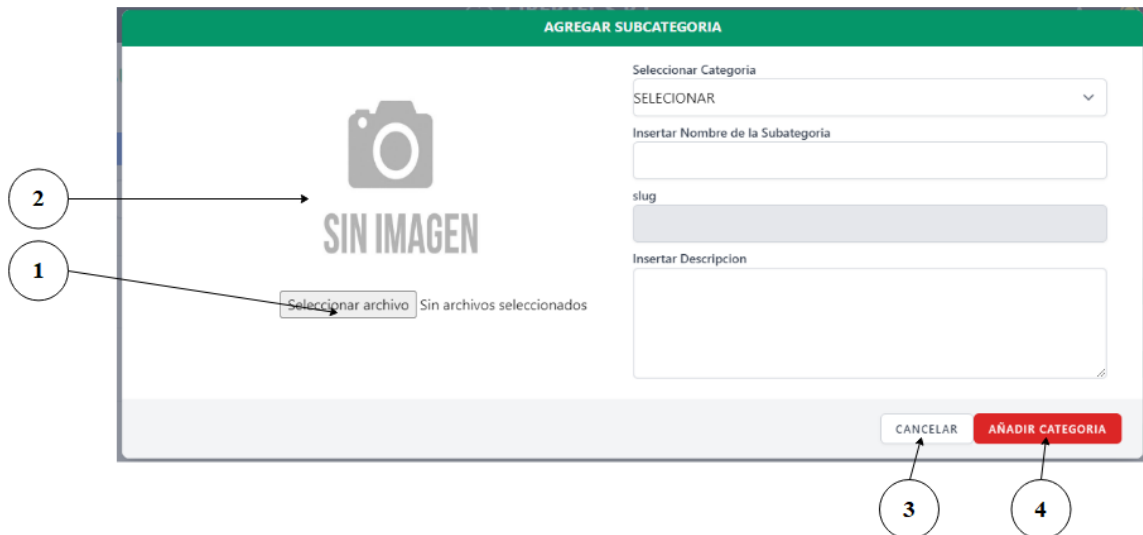 AGREGAR SUBCATEGORIA
Seleccionar Categoria
SELECIONAR
Insertar Nombre de la Subategoria
slug
Insertar Descripcion
2
SIN IMAGEN
1
Seleccionar archivo Sin archivos seleccionados
CANCELAR AÑADIR CATEGORIA
3 4